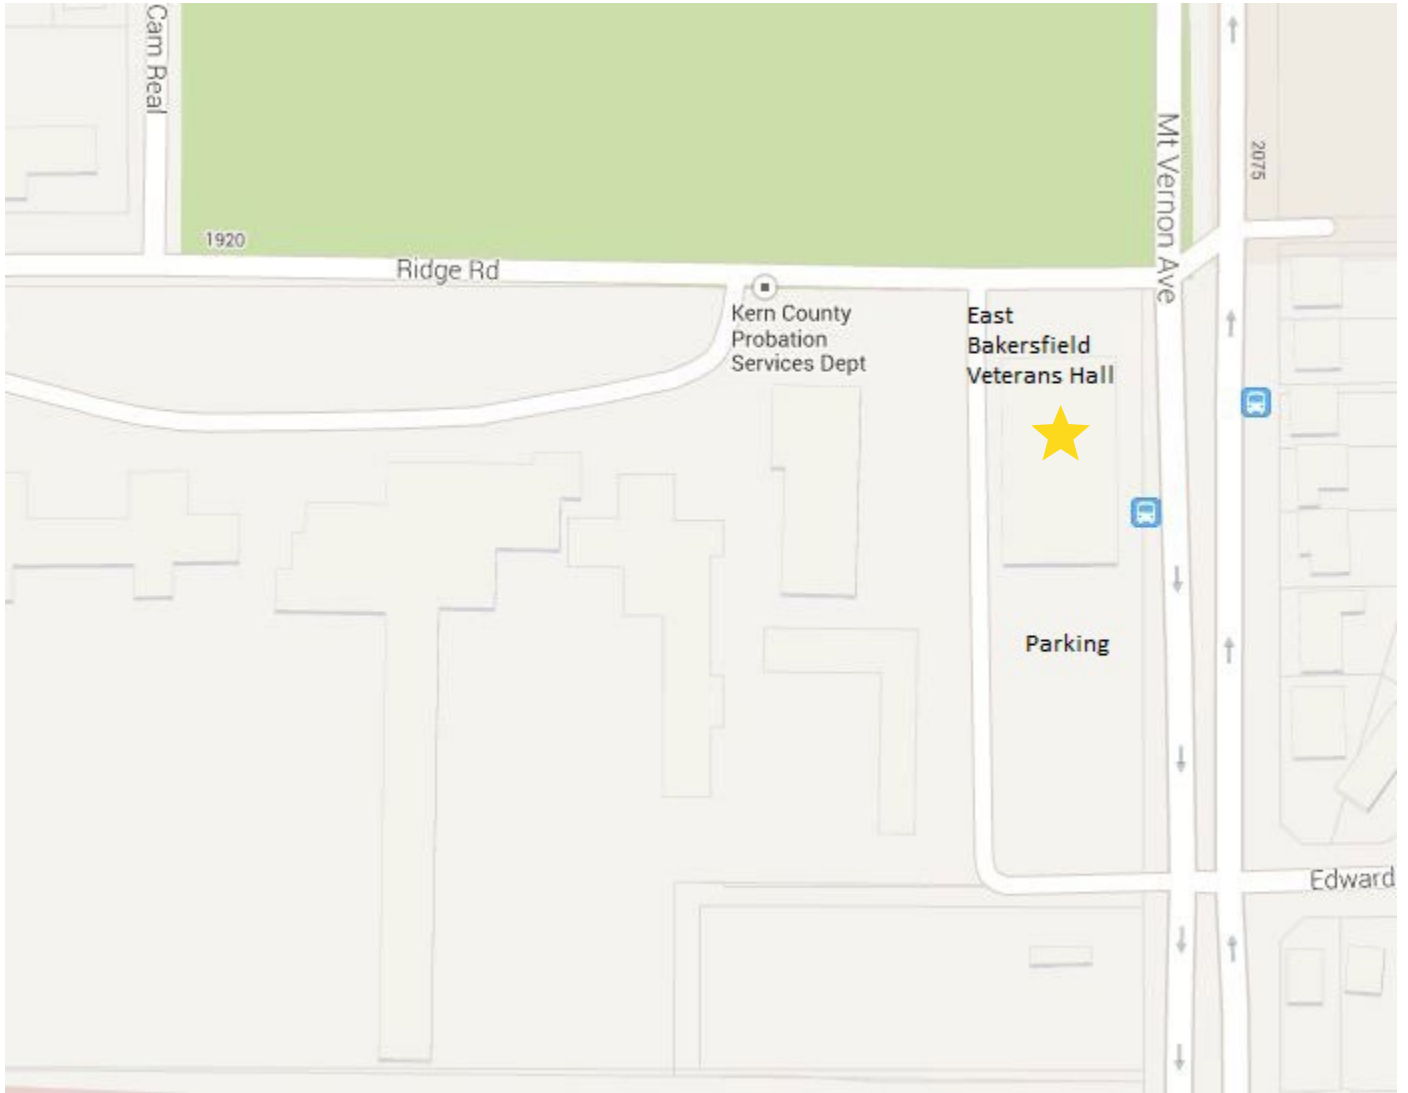 Cam Real
Mt Vernon Ave
2075
1920
Ridge Rd
Kern County
Probation
Services Dept
East
Bakersfield
Veterans Hall
Parking
Edward